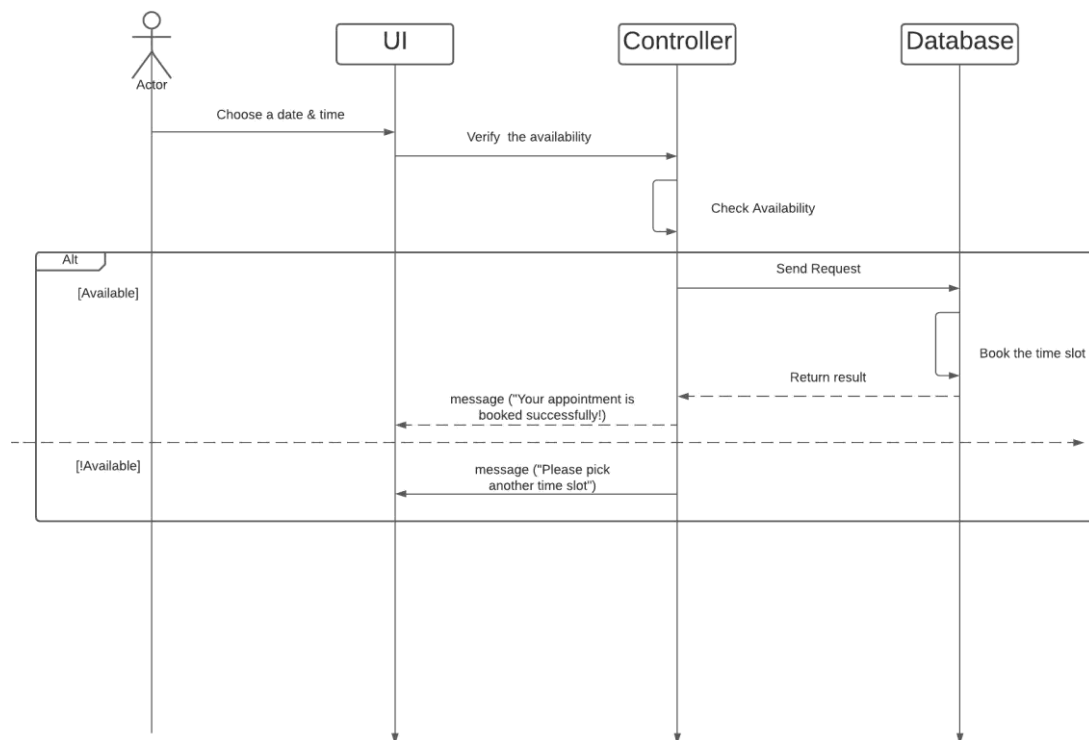 UI
Controller
Database
Actor
Choose a date & time
Verify the availability
Check Availability
Alt
Send Request
[Available]
Book the time slot
Return result
message ("Your appointment is
booked successfully!)
[!Available]
message ("Please pick
another time slot")